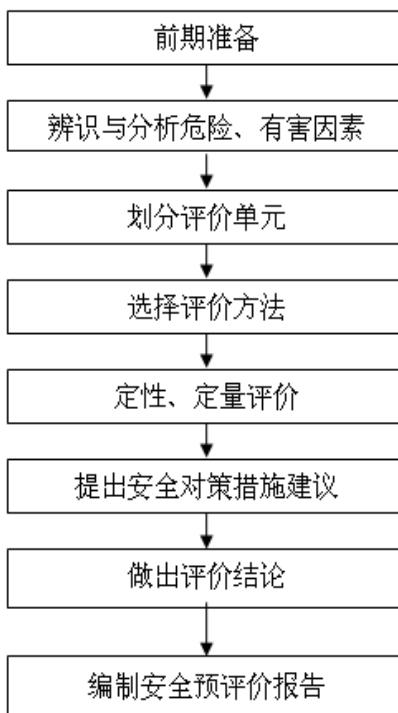 前期准备
辨识与分析危险、有害因素
划分评价单元
选择评价方法
定性、定量评价
提出安全对策措施建议
做出评价结论
编制安全预评价报告